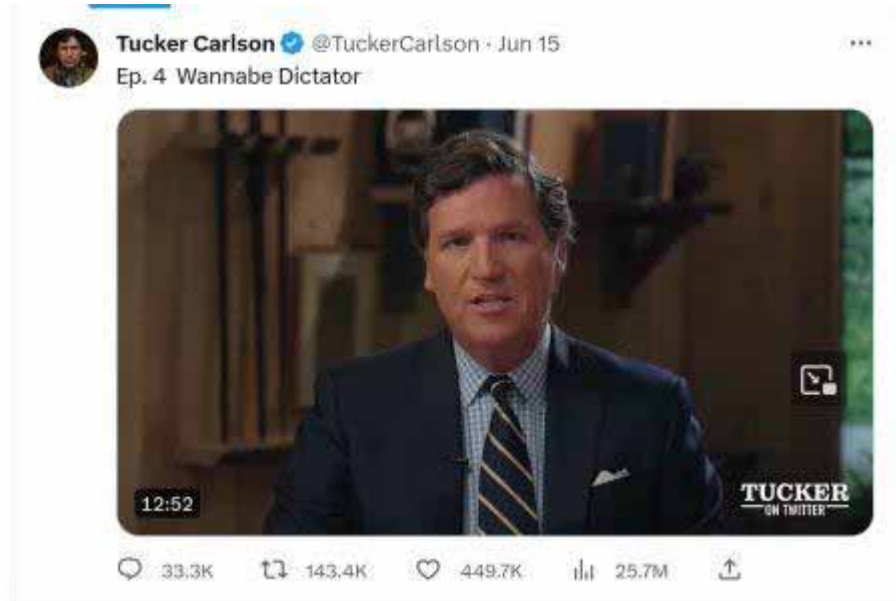 Tucker Carlson @TuckerCarlson · Jun 15
Ep. 4 Wannabe Dictator
12:52
TUCKER
ON TWITTER
33.3K 143.4K 449.7K 25.7M